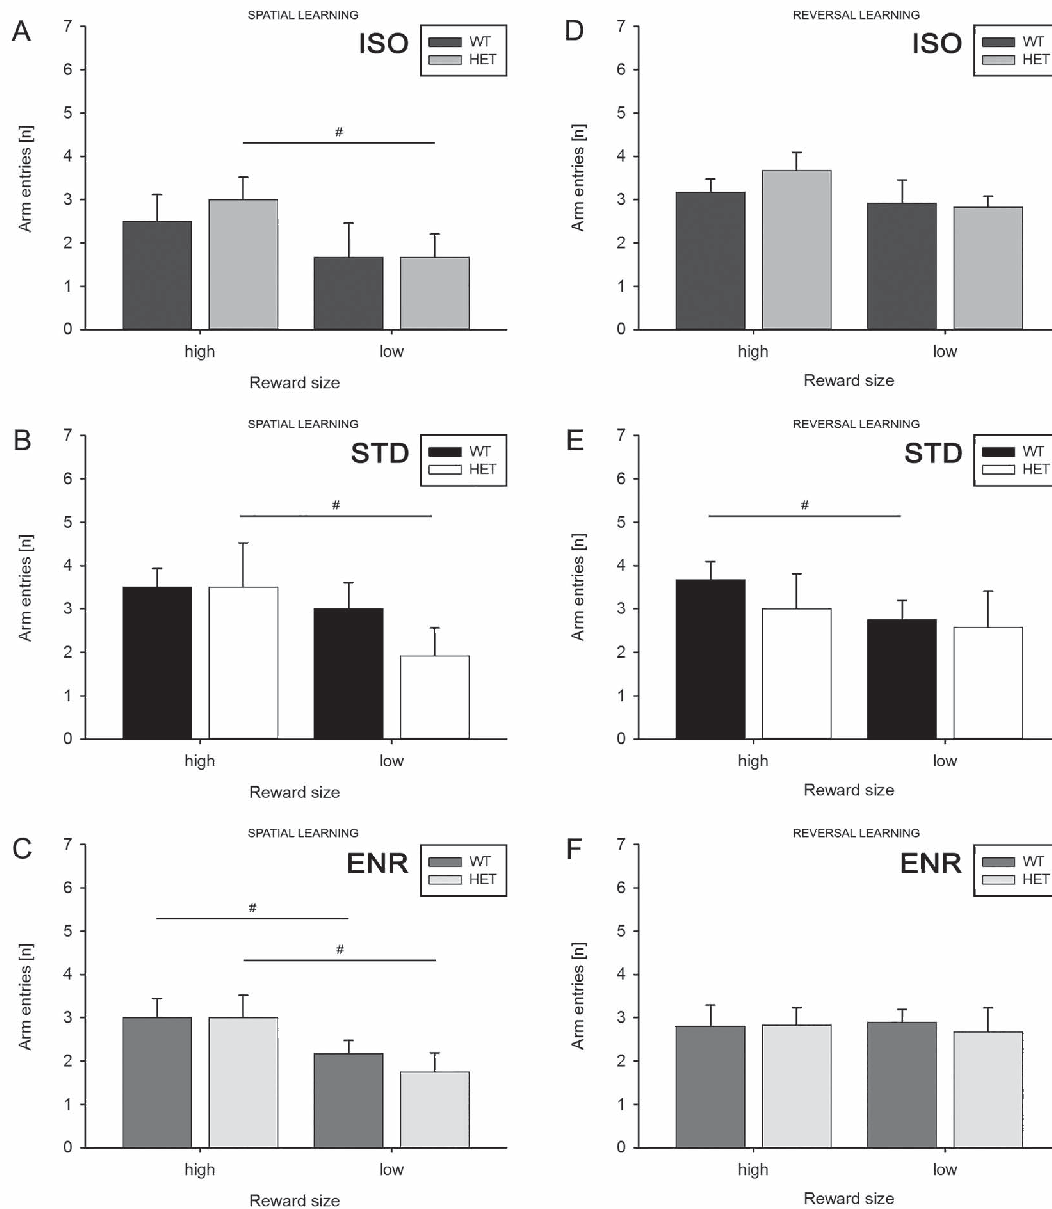 A
SPATIAL LEARNING
ISO
WT
HET
7
6
5
4
3
2
1
0
Arm entries [n]
#
high
low
Reward size
D
REVERSAL LEARNING
ISO
WT
HET
7
6
5
4
3
2
1
0
Arm entries [n]
high
low
Reward size
B
SPATIAL LEARNING
STD
WT
HET
7
6
5
4
3
2
1
0
Arm entries [n]
#
high
low
Reward size
E
REVERSAL LEARNING
STD
WT
HET
7
6
5
4
3
2
1
0
Arm entries [n]
#
high
low
Reward size
C
SPATIAL LEARNING
ENR
WT
HET
7
6
5
4
3
2
1
0
Arm entries [n]
#
#
high
low
Reward size
F
REVERSAL LEARNING
ENR
WT
HET
7
6
5
4
3
2
1
0
Arm entries [n]
high
low
Reward size